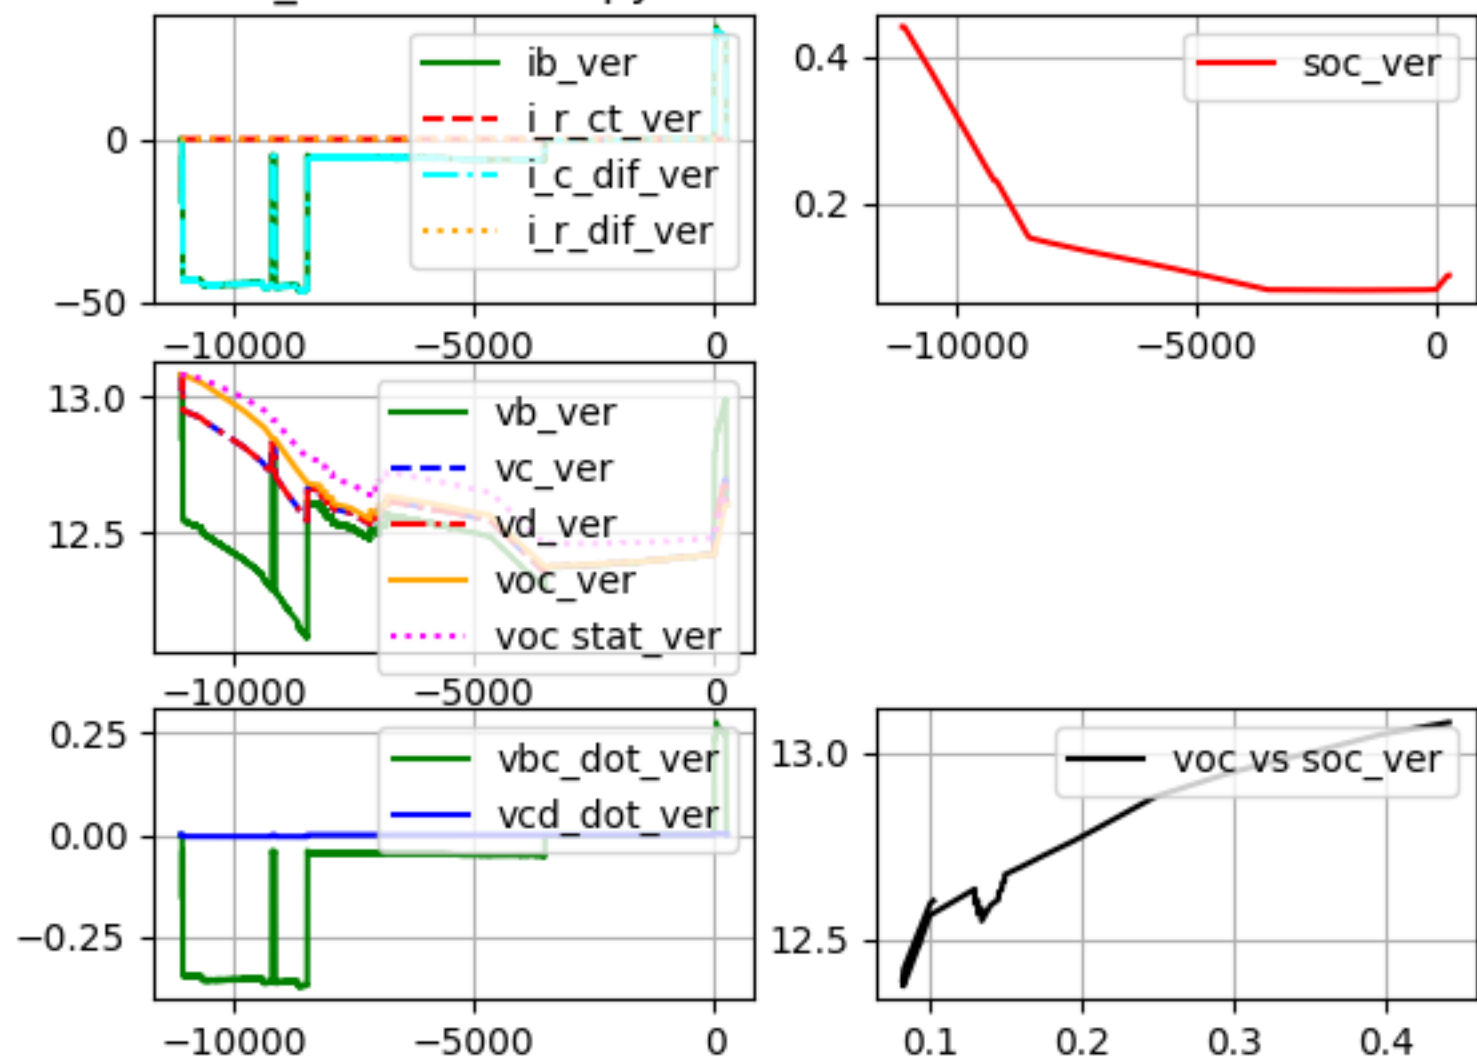 ib_ver
i_r_ct_ver
i_c_dif_ver
i_r_dif_ver
0
−50
−10000 −5000 0
soc_ver
0.4
0.2
−10000 −5000 0
vb_ver
vc_ver
vd_ver
voc_ver
voc stat_ver
13.0
12.5
−10000 −5000 0
vbc_dot_ver
vcd_dot_ver
0.25
0.00
−0.25
−10000 −5000 0
voc vs soc_ver
13.0
12.5
0.1 0.2 0.3 0.4